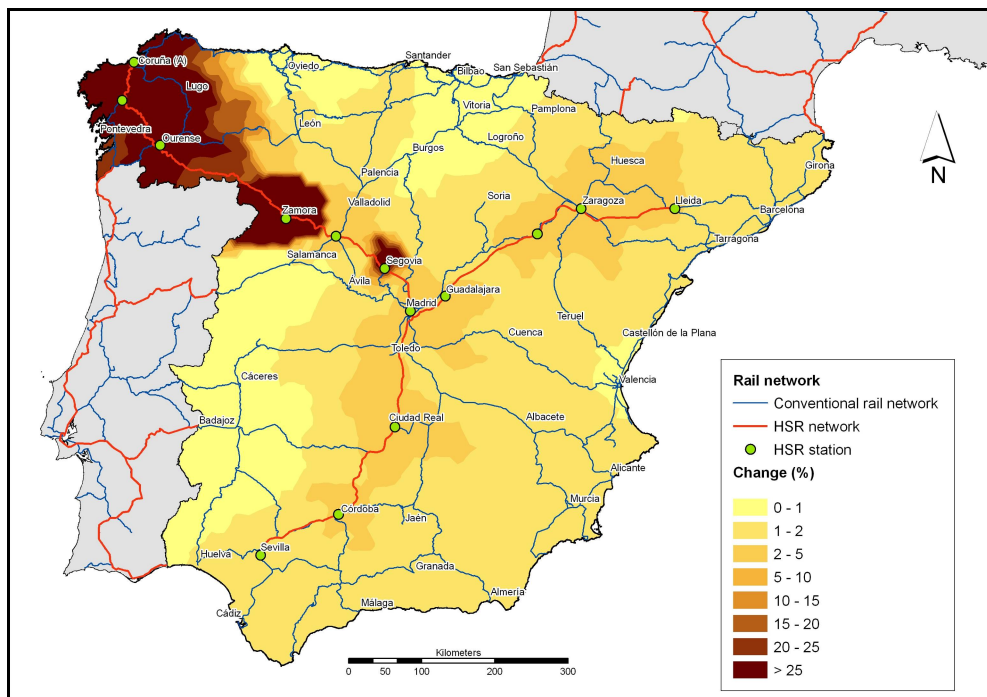 Coruña (A)
Lugo
Pontevedra
Ourense
Oviedo
Santander
Bilbao
San Sebastián
Vitoria
Pamplona
León
Logroño
Burgos
Huesca
Girona
Palencia
Soria
Zaragoza
Lleida
Barcelona
Zamora
Valladolid
Tarragona
Salamanca
Segovia
Ávila
Guadalajara
Madrid
Teruel
Cuenca
Castellón de la Plana
Toledo
Cáceres
Valencia
Badajoz
Ciudad Real
Albacete
Alicante
Murcia
Córdoba
Jaén
Huelva
Sevilla
Granada
Almería
Málaga
Cádiz
N
Rail network
Conventional rail network
HSR network
HSR station
Change (%)
0 - 1
1 - 2
2 - 5
5 - 10
10 - 15
15 - 20
20 - 25
> 25
Kilometers
0 50 100 200 300